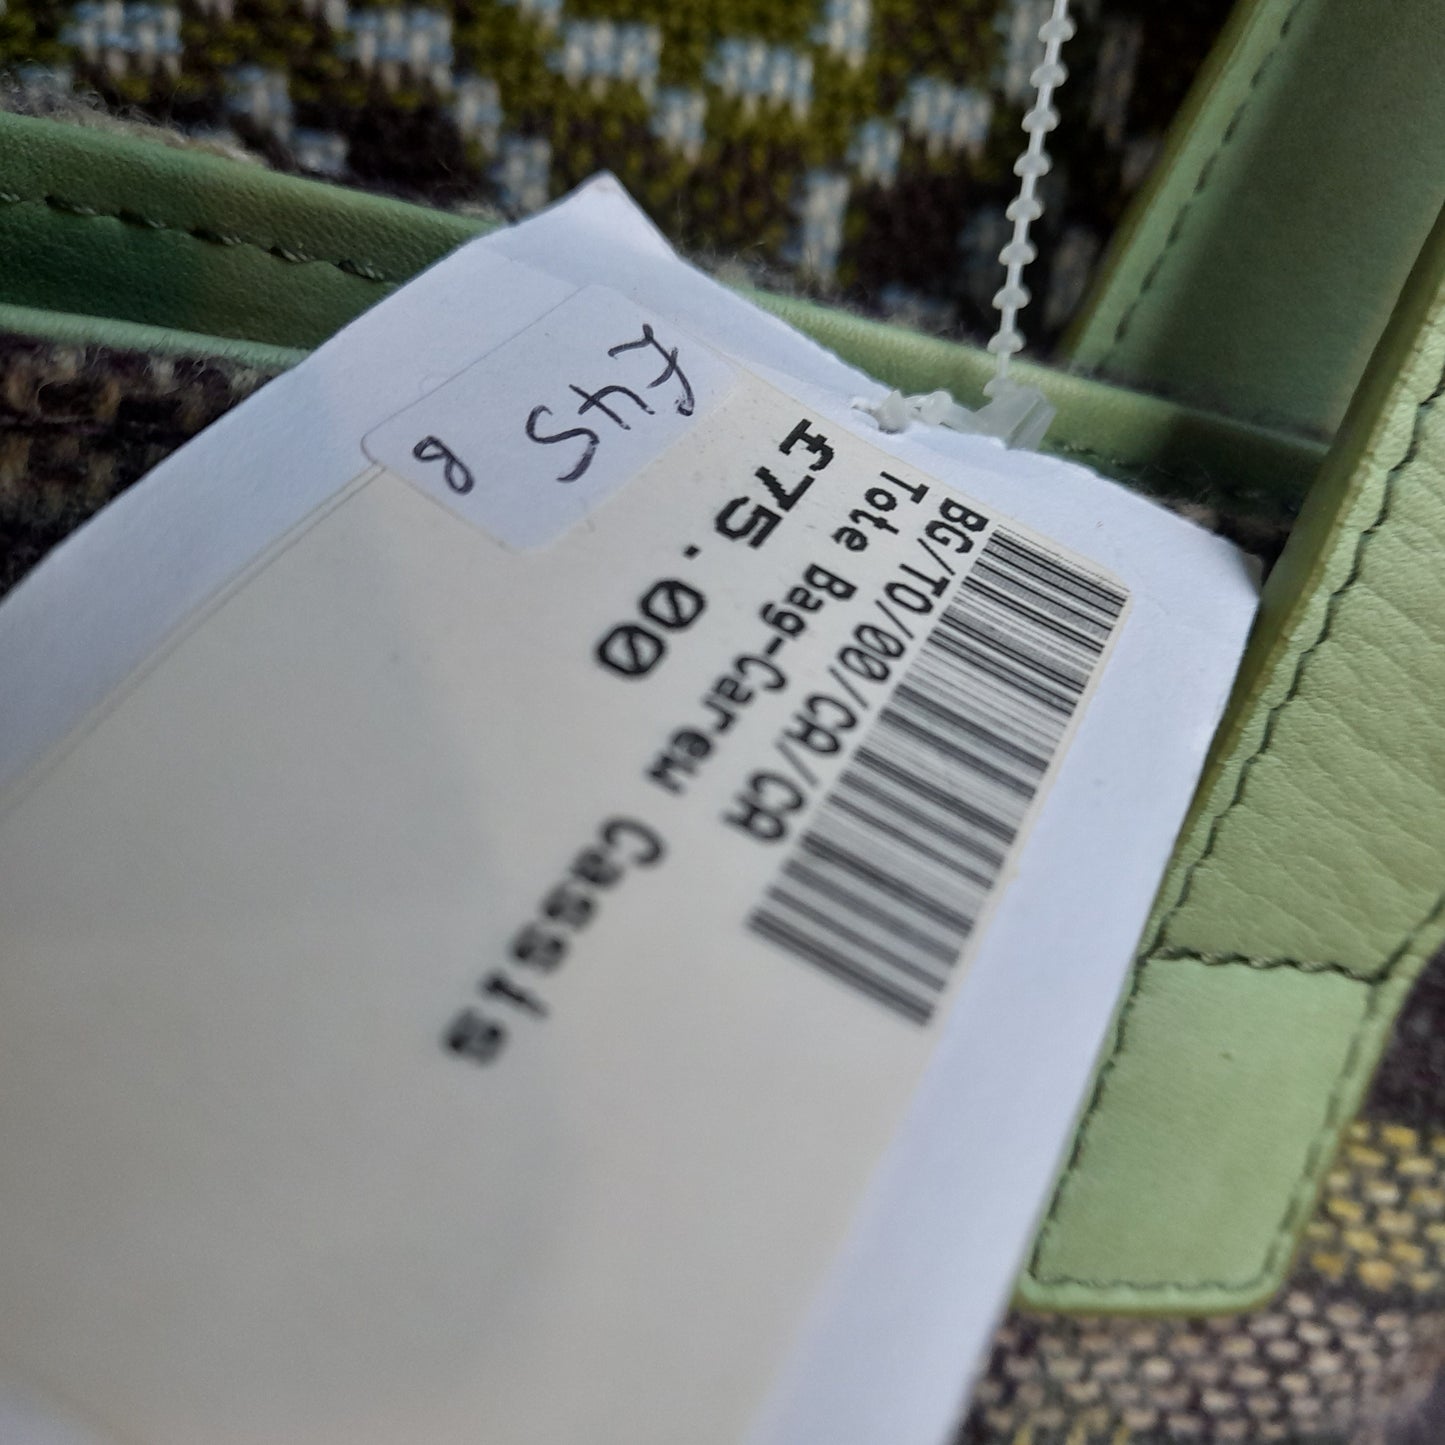 BG/TO/00/CA/CA
Tote Bag-Carew Cassis
£75.00
£45
B